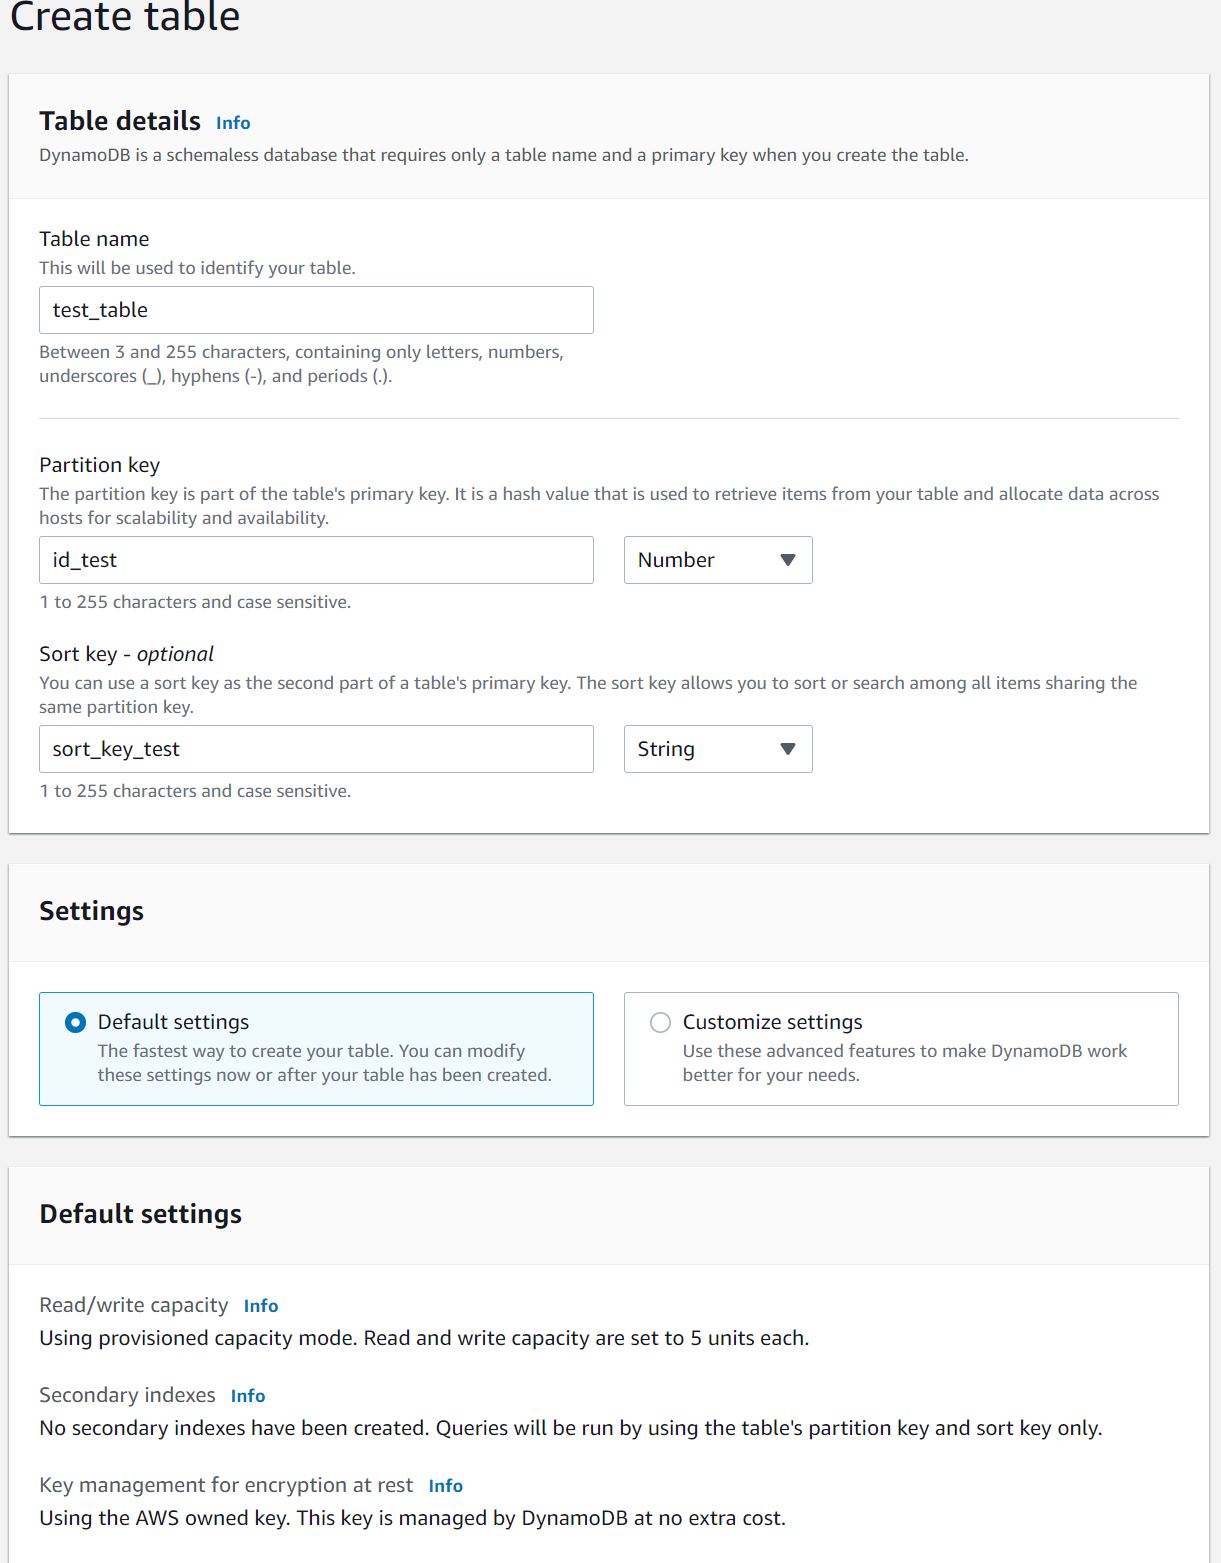 Create table
Table details Info
DynamoDB is a schemaless database that requires only a table name and a primary key when you create the table.
Table name
This will be used to identify your table.
test_table
Between 3 and 255 characters, containing only letters, numbers,
underscores (_), hyphens (-), and periods (.).
Partition key
The partition key is part of the table's primary key. It is a hash value that is used to retrieve items from your table and allocate data across
hosts for scalability and availability.
id_test
Number
1 to 255 characters and case sensitive.
Sort key - optional
You can use a sort key as the second part of a table's primary key. The sort key allows you to sort or search among all items sharing the
same partition key.
sort_key_test
String
1 to 255 characters and case sensitive.
Settings
Default settings
The fastest way to create your table. You can modify
these settings now or after your table has been created.
Customize settings
Use these advanced features to make DynamoDB work
better for your needs.
Default settings
Read/write capacity Info
Using provisioned capacity mode. Read and write capacity are set to 5 units each.
Secondary indexes Info
No secondary indexes have been created. Queries will be run by using the table's partition key and sort key only.
Key management for encryption at rest Info
Using the AWS owned key. This key is managed by DynamoDB at no extra cost.